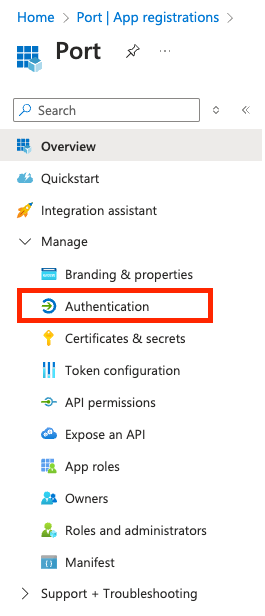 Home > Port | App registrations >
Port
Search
Overview
Quickstart
Integration assistant
Manage
Branding & properties
Authentication
Certificates & secrets
Token configuration
API permissions
Expose an API
App roles
Owners
Roles and administrators
Manifest
Support + Troubleshooting